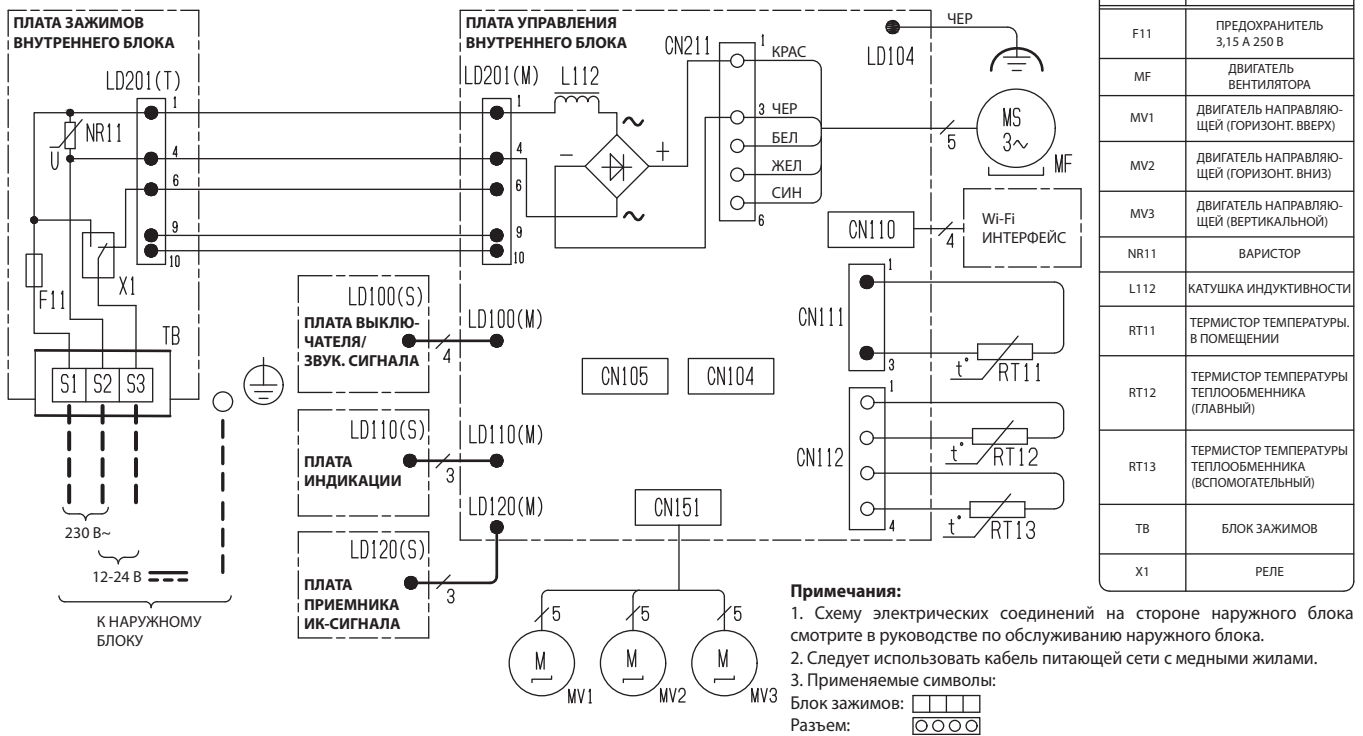 ПЛАТА ЗАЖИМОВ
ВНУТРЕННЕГО БЛОКА
LD201(T)
1
4
6
9
10
NR11
U
F11
X1
TB
S1 S2 S3
230 В~
12-24 В
К НАРУЖНОМУ
БЛОКУ
ПЛАТА УПРАВЛЕНИЯ
ВНУТРЕННЕГО БЛОКА
LD201(M)
1
4
6
9
10
L112
~
−
+
~
CN211
1
КРАС
3 ЧЕР
БЕЛ
ЖЕЛ
СИН
6
LD104
ЧЕР
5
MS
3~
MF
CN110
4
Wi-Fi
ИНТЕРФЕЙС
CN111
1
3
t°
RT11
CN112
1
4
t°
RT12
t°
RT13
CN105
CN104
CN151
LD100(S)
ПЛАТА ВЫКЛЮ-
ЧАТЕЛЯ/
ЗВУК. СИГНАЛА
4
LD100(M)
LD110(S)
ПЛАТА
ИНДИКАЦИИ
3
LD110(M)
LD120(S)
ПЛАТА
ПРИЕМНИКА
ИК-СИГНАЛА
3
LD120(M)
5
5
5
M
M
M
MV1
MV2
MV3
F11
ПРЕДОХРАНИТЕЛЬ
3,15 А 250 В
MF
ДВИГАТЕЛЬ
ВЕНТИЛЯТОРА
MV1
ДВИГАТЕЛЬ НАПРАВЛЯЮ-
ЩЕЙ (ГОРИЗОНТ. ВВЕРХ)
MV2
ДВИГАТЕЛЬ НАПРАВЛЯЮ-
ЩЕЙ (ГОРИЗОНТ. ВНИЗ)
MV3
ДВИГАТЕЛЬ НАПРАВЛЯЮ-
ЩЕЙ (ВЕРТИКАЛЬНОЙ)
NR11
ВАРИСТОР
L112
КАТУШКА ИНДУКТИВНОСТИ
RT11
ТЕРМИСТОР ТЕМПЕРАТУРЫ.
В ПОМЕЩЕНИИ
RT12
ТЕРМИСТОР ТЕМПЕРАТУРЫ
ТЕПЛООБМЕННИКА
(ГЛАВНЫЙ)
RT13
ТЕРМИСТОР ТЕМПЕРАТУРЫ
ТЕПЛООБМЕННИКА
(ВСПОМОГАТЕЛЬНЫЙ)
TB
БЛОК ЗАЖИМОВ
X1
РЕЛЕ
Примечания:
1. Схему электрических соединений на стороне наружного блока
смотрите в руководстве по обслуживанию наружного блока.
2. Следует использовать кабель питающей сети с медными жилами.
3. Применяемые символы:
Блок зажимов:
Разъем: